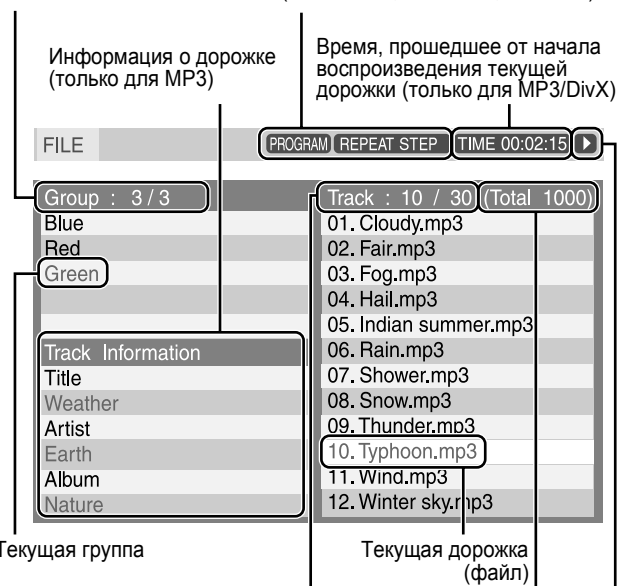 Информация о дорожке
(только для MP3)
Время, прошедшее от начала
воспроизведения текущей
дорожки (только для MP3/DivX)
FILE
PROGRAM REPEAT STEP TIME 00:02:15
Group : 3 / 3
Blue
Red
Green
Track Information
Title
Weather
Artist
Earth
Album
Nature
Track : 10 / 30 (Total 1000)
01. Cloudy.mp3
02. Fair.mp3
03. Fog.mp3
04. Hail.mp3
05. Indian summer.mp3
06. Rain.mp3
07. Shower.mp3
08. Snow.mp3
09. Thunder.mp3
10. Typhoon.mp3
11. Wind.mp3
12. Winter sky.mp3
Текущая группа
Текущая дорожка
(файл)